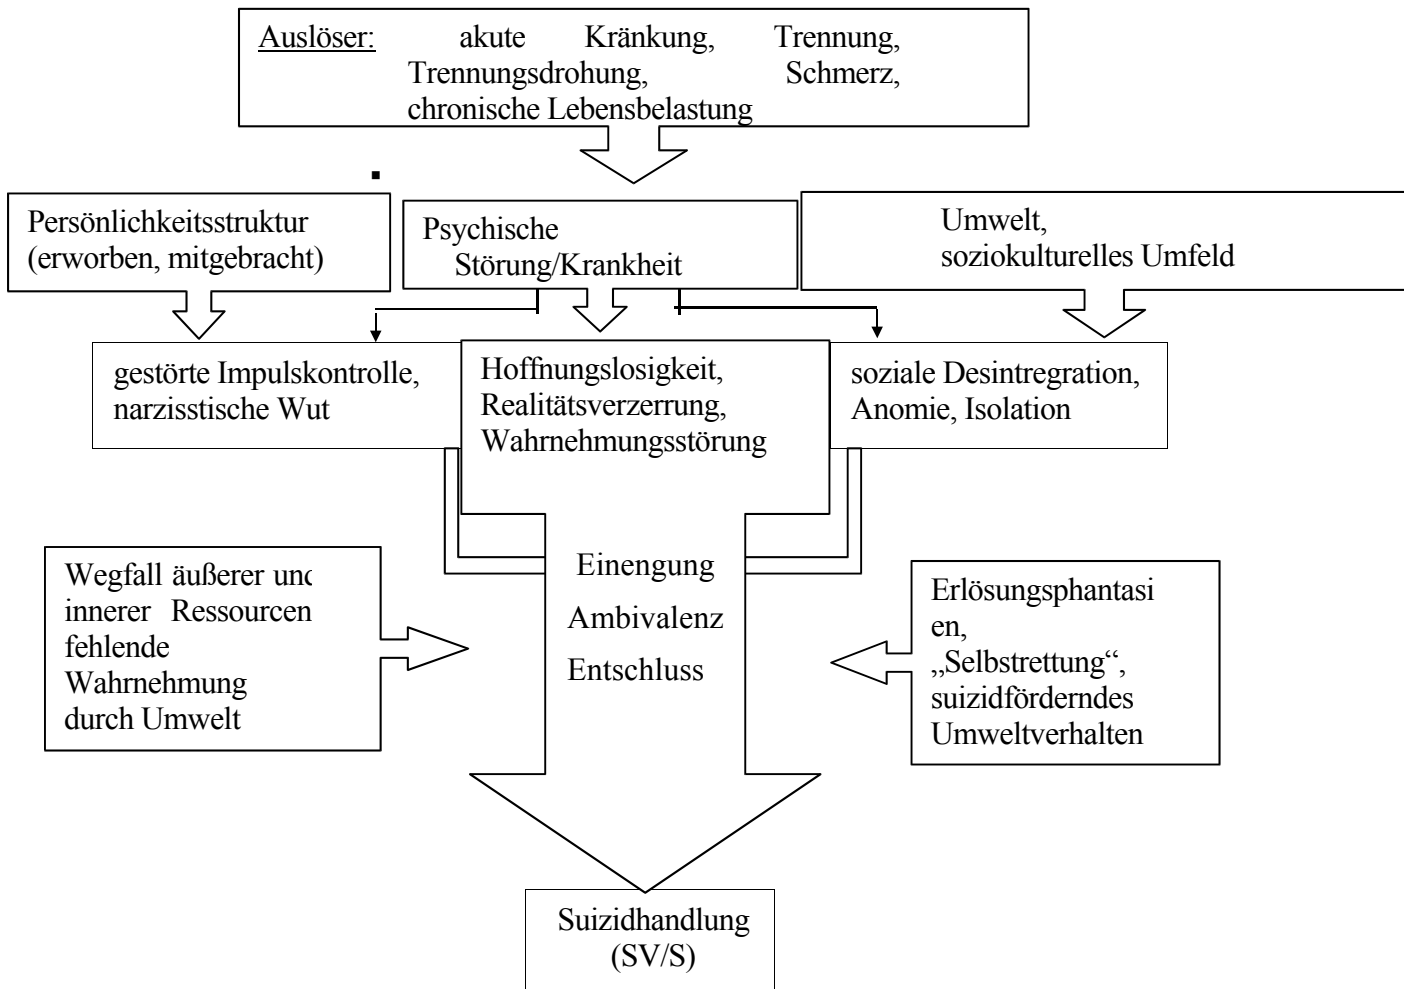 Auslöser: akute Kränkung, Trennung,
Trennungsdrohung, Schmerz,
chronische Lebensbelastung
Persönlichkeitsstruktur
(erworben, mitgebracht)
Psychische
Störung/Krankheit
Umwelt,
soziokulturelles Umfeld
gestörte Impulskontrolle,
narzisstische Wut
Hoffnungslosigkeit,
Realitätsverzerrung,
Wahrnehmungsstörung
soziale Desintregration,
Anomie, Isolation
Einengung
Ambivalenz
Entschluss
Wegfall äußerer und
innerer Ressourcen
fehlende
Wahrnehmung
durch Umwelt
Erlösungsphantasi
en,
„Selbstrettung“,
suizidförderndes
Umweltverhalten
Suizidhandlung
(SV/S)